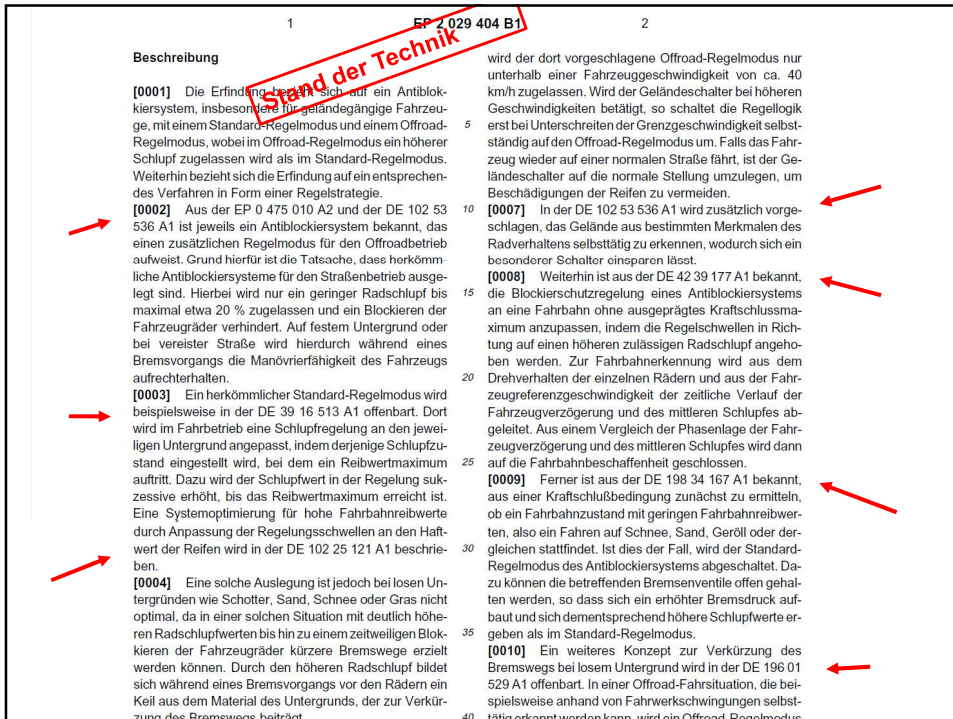 1
EP 2 029 404 B1
2
Stand der Technik
Beschreibung
[0001] Die Erfindung bezieht sich auf ein Antiblok-
kiersystem, insbesondere für geländegängige Fahrzeu-
ge, mit einem Standard-Regelmodus und einem Offroad-
Regelmodus, wobei im Offroad-Regelmodus ein höherer
Schlupf zugelassen wird als im Standard-Regelmodus.
Weiterhin bezieht sich die Erfindung auf ein entsprechen-
des Verfahren in Form einer Regelstrategie.
[0002] Aus der EP 0 475 010 A2 und der DE 102 53
536 A1 ist jeweils ein Antiblockiersystem bekannt, das
einen zusätzlichen Regelmodus für den Offroadbetrieb
aufweist. Grund hierfür ist die Tatsache, dass herkömm-
liche Antiblockiersysteme für den Straßenbetrieb ausge-
legt sind. Hierbei wird nur ein geringer Radschlupf bis
maximal etwa 20 % zugelassen und ein Blockieren der
Fahrzeugräder verhindert. Auf festem Untergrund oder
bei vereister Straße wird hierdurch während eines
Bremsvorgangs die Manövrierfähigkeit des Fahrzeugs
aufrechterhalten.
[0003] Ein herkömmlicher Standard-Regelmodus wird
beispielsweise in der DE 39 16 513 A1 offenbart. Dort
wird im Fahrbetrieb eine Schlupfregelung an den jewei-
ligen Untergrund angepasst, indem derjenige Schlupfzu-
stand eingestellt wird, bei dem ein Reibwertmaximum
auftritt. Dazu wird der Schlupfwert in der Regelung suk-
zessive erhöht, bis das Reibwertmaximum erreicht ist.
Eine Systemoptimierung für hohe Fahrbahnreibwerte
durch Anpassung der Regelungsschwellen an den Haft-
wert der Reifen wird in der DE 102 25 121 A1 beschrie-
ben.
[0004] Eine solche Auslegung ist jedoch bei losen Un-
tergründen wie Schotter, Sand, Schnee oder Gras nicht
optimal, da in einer solchen Situation mit deutlich höhe-
ren Radschlupfwerten bis hin zu einem zeitweiligen Blok-
kieren der Fahrzeugräder kürzere Bremswege erzielt
werden können. Durch den höheren Radschlupf bildet
sich während eines Bremsvorgangs vor den Rädern ein
Keil aus dem Material des Untergrunds, der zur Verkür-
zung des Bremswegs beiträgt.
5
10
15
20
25
30
35
40
wird der dort vorgeschlagene Offroad-Regelmodus nur
unterhalb einer Fahrzeuggeschwindigkeit von ca. 40
km/h zugelassen. Wird der Geländeschalter bei höheren
Geschwindigkeiten betätigt, so schaltet die Regellogik
erst bei Unterschreiten der Grenzgeschwindigkeit selbst-
ständig auf den Offroad-Regelmodus um. Falls das Fahr-
zeug wieder auf einer normalen Straße fährt, ist der Ge-
ländeschalter auf die normale Stellung umzulegen, um
Beschädigungen der Reifen zu vermeiden.
[0007] In der DE 102 53 536 A1 wird zusätzlich vorge-
schlagen, das Gelände aus bestimmten Merkmalen des
Radverhaltens selbsttätig zu erkennen, wodurch sich ein
besonderer Schalter einsparen lässt.
[0008] Weiterhin ist aus der DE 42 39 177 A1 bekannt,
die Blockierschutzregelung eines Antiblockiersystems
an eine Fahrbahn ohne ausgeprägtes Kraftschlussma-
ximum anzupassen, indem die Regelschwellen in Rich-
tung auf einen höheren zulässigen Radschlupf angeho-
ben werden. Zur Fahrbahnerkennung wird aus dem
Drehverhalten der einzelnen Rädern und aus der Fahr-
zeugreferenzgeschwindigkeit der zeitliche Verlauf der
Fahrzeugverzögerung und des mittleren Schlupfes ab-
geleitet. Aus einem Vergleich der Phasenlage der Fahr-
zeugverzögerung und des mittleren Schlupfes wird dann
auf die Fahrbahnbeschaffenheit geschlossen.
[0009] Ferner ist aus der DE 198 34 167 A1 bekannt,
aus einer Kraftschlußbedingung zunächst zu ermitteln,
ob ein Fahrbahnzustand mit geringen Fahrbahnreibwer-
ten, also ein Fahren auf Schnee, Sand, Geröll oder der-
gleichen stattfindet. Ist dies der Fall, wird der Standard-
Regelmodus des Antiblockiersystems abgeschaltet. Da-
zu können die betreffenden Bremsenventile offen gehal-
ten werden, so dass sich ein erhöhter Bremsdruck auf-
baut und sich dementsprechend höhere Schlupfwerte er-
geben als im Standard-Regelmodus.
[0010] Ein weiteres Konzept zur Verkürzung des
Bremswegs bei losem Untergrund wird in der DE 196 01
529 A1 offenbart. In einer Offroad-Fahrsituation, die bei-
spielsweise anhand von Fahrwerkschwingungen selbst-
tätig erkannt werden kann, wird ein Offroad-Regelmodus